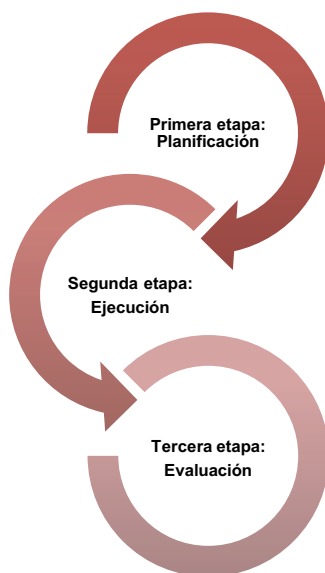 Primera etapa:
Planificación
Segunda etapa:
Ejecución
Tercera etapa:
Evaluación